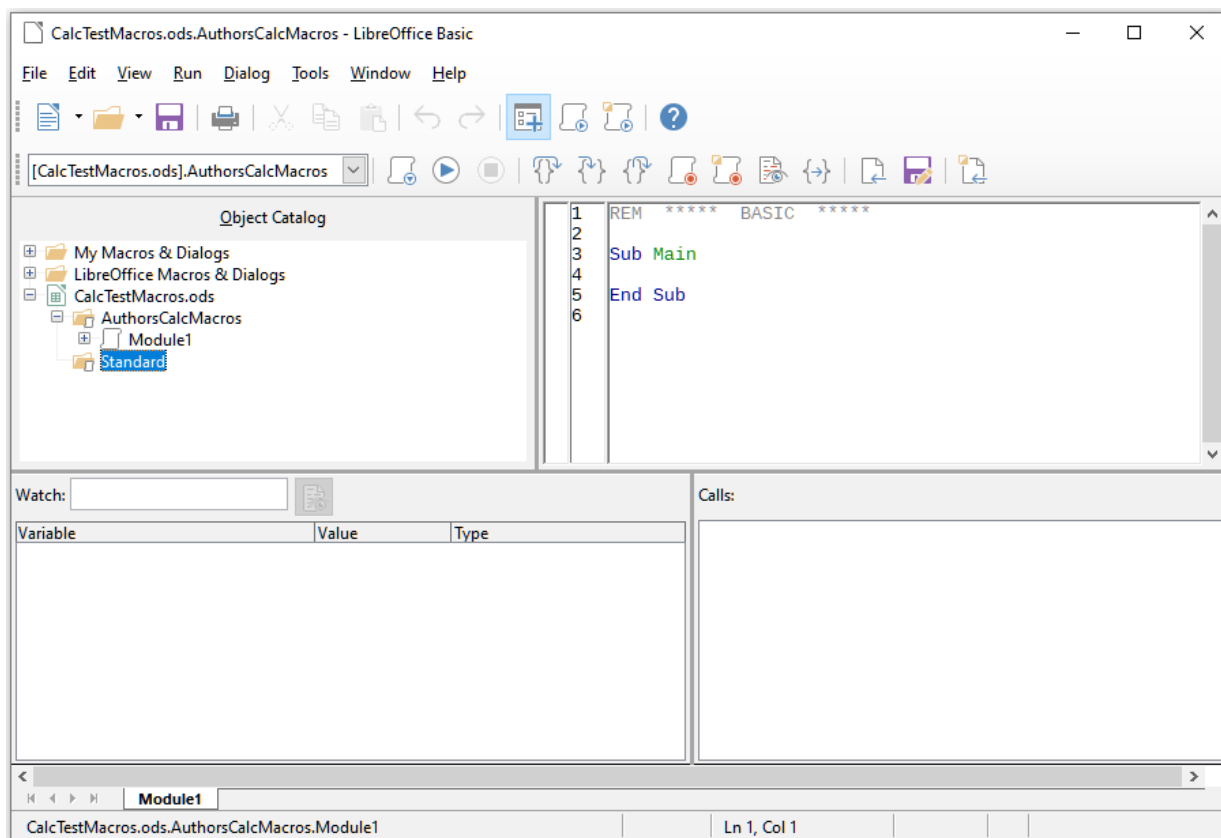 CalcTestMacros.ods.AuthorsCalcMacros - LibreOffice Basic
File Edit View Run Dialog Tools Window Help
[CalcTestMacros.ods].AuthorsCalcMacros
Object Catalog
My Macros & Dialogs
LibreOffice Macros & Dialogs
CalcTestMacros.ods
AuthorsCalcMacros
Module1
Standard
1 REM ***** BASIC *****
2
3 Sub Main
4
5 End Sub
6
Watch:
Variable Value Type
Calls:
Module1
CalcTestMacros.ods.AuthorsCalcMacros.Module1 Ln 1, Col 1